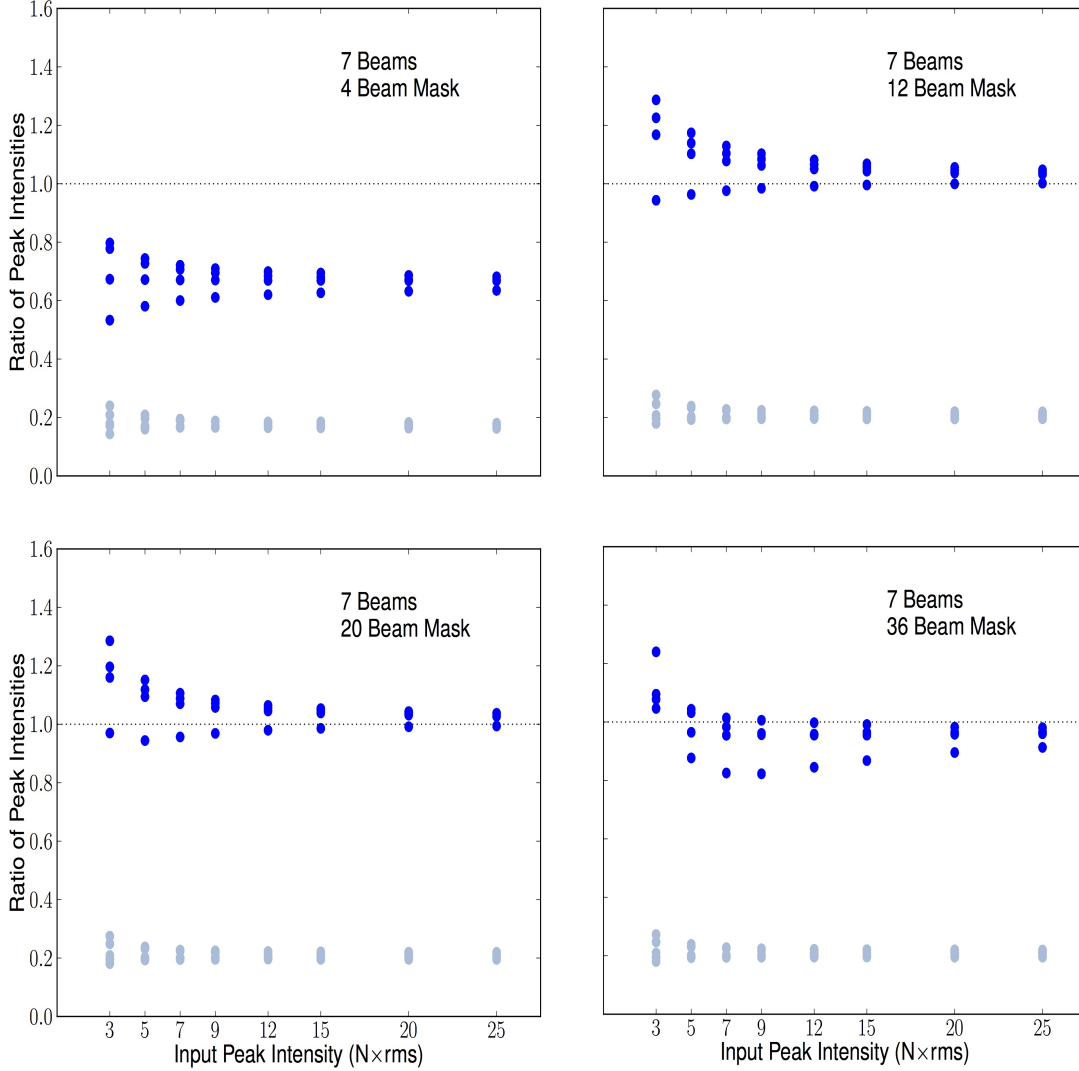 1.6
1.4
1.2
1.0
0.8
0.6
0.4
0.2
0.0
Ratio of Peak Intensities
7 Beams
4 Beam Mask
7 Beams
12 Beam Mask
1.6
1.4
1.2
1.0
0.8
0.6
0.4
0.2
0.0
Ratio of Peak Intensities
7 Beams
20 Beam Mask
3 5 7 9 12 15 20 25
Input Peak Intensity (N×rms)
7 Beams
36 Beam Mask
3 5 7 9 12 15 20 25
Input Peak Intensity (N×rms)